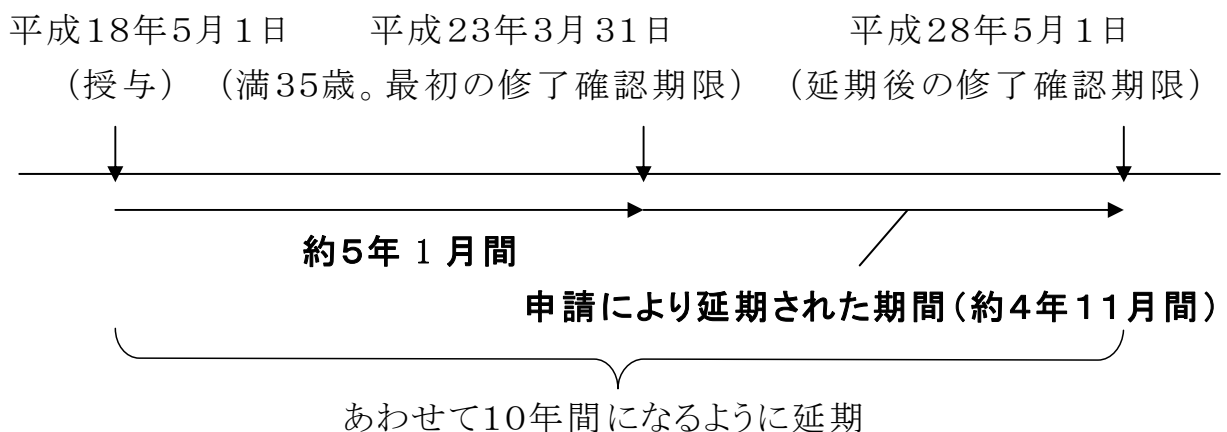 平成18年5月1日　平成23年3月31日　平成28年5月1日
（授与）（満35歳。最初の修了確認期限）（延期後の修了確認期限）
約5年1月間
申請により延期された期間（約4年11月間）
あわせて10年間になるように延期